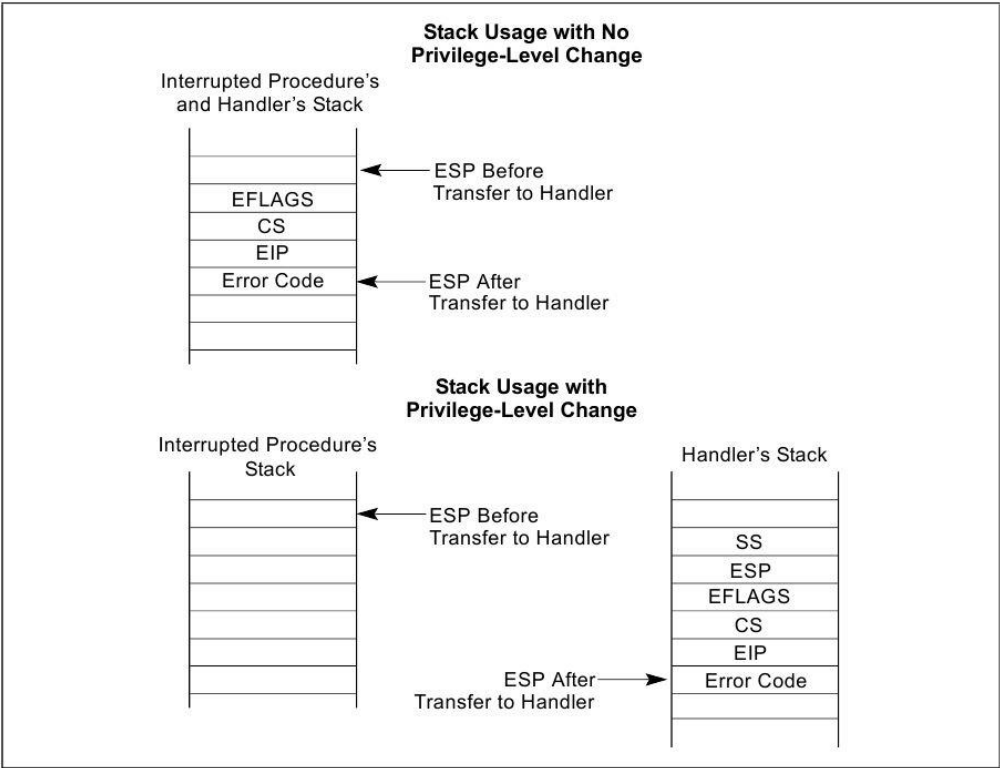 Stack Usage with No
Privilege-Level Change
Interrupted Procedure's
and Handler's Stack
ESP Before
Transfer to Handler
EFLAGS
CS
EIP
Error Code
ESP After
Transfer to Handler
Stack Usage with
Privilege-Level Change
Interrupted Procedure's
Stack
Handler's Stack
ESP Before
Transfer to Handler
SS
ESP
EFLAGS
CS
EIP
ESP After
Transfer to Handler
Error Code